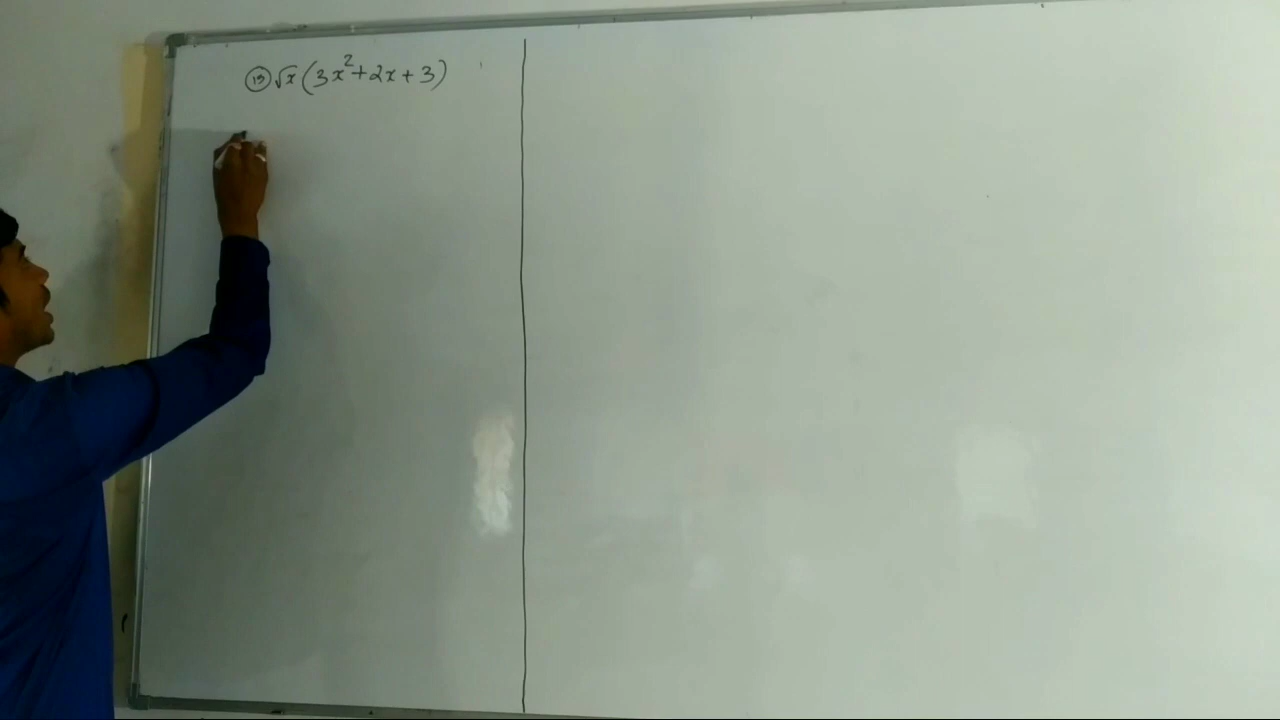 ⑮ √x (3x²+2x+3)